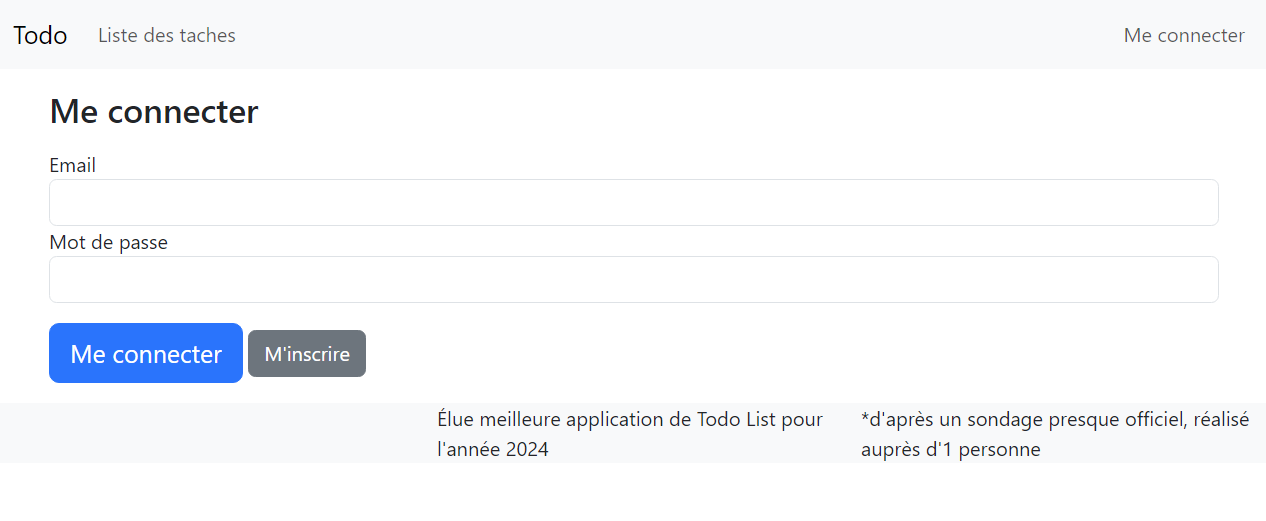 Todo Liste des taches Me connecter
Me connecter
Email
Mot de passe
Me connecter M'inscrire
Élue meilleure application de Todo List pour
l'année 2024
*d'après un sondage presque officiel, réalisé
auprès d'1 personne